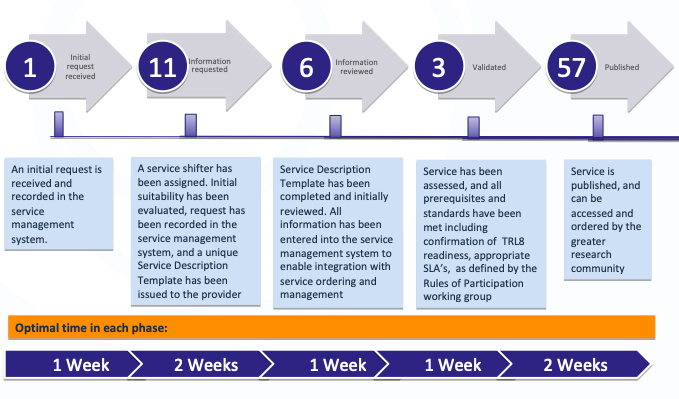 1
Initial
request
received
11
Information
requested
6
Information
reviewed
3
Validated
57
Published
An initial request is
received and
recorded in the
service
management
system.
A service shifter has
been assigned. Initial
suitability has been
evaluated, request has
been recorded in the
service management
system, and a unique
Service Description
Template has been
issued to the provider
Service Description
Template has been
completed and initially
reviewed. All
information has been
entered into the service
management system to
enable integration with
service ordering and
management
Service has been
assessed, and all
prerequisites and
standards have been
met including
confirmation of TRL8
readiness, appropriate
SLA's, as defined by the
Rules of Participation
working group
Service is
published, and
can be
accessed and
ordered by the
greater
research
community
Optimal time in each phase:
1 Week
2 Weeks
1 Week
1 Week
2 Weeks